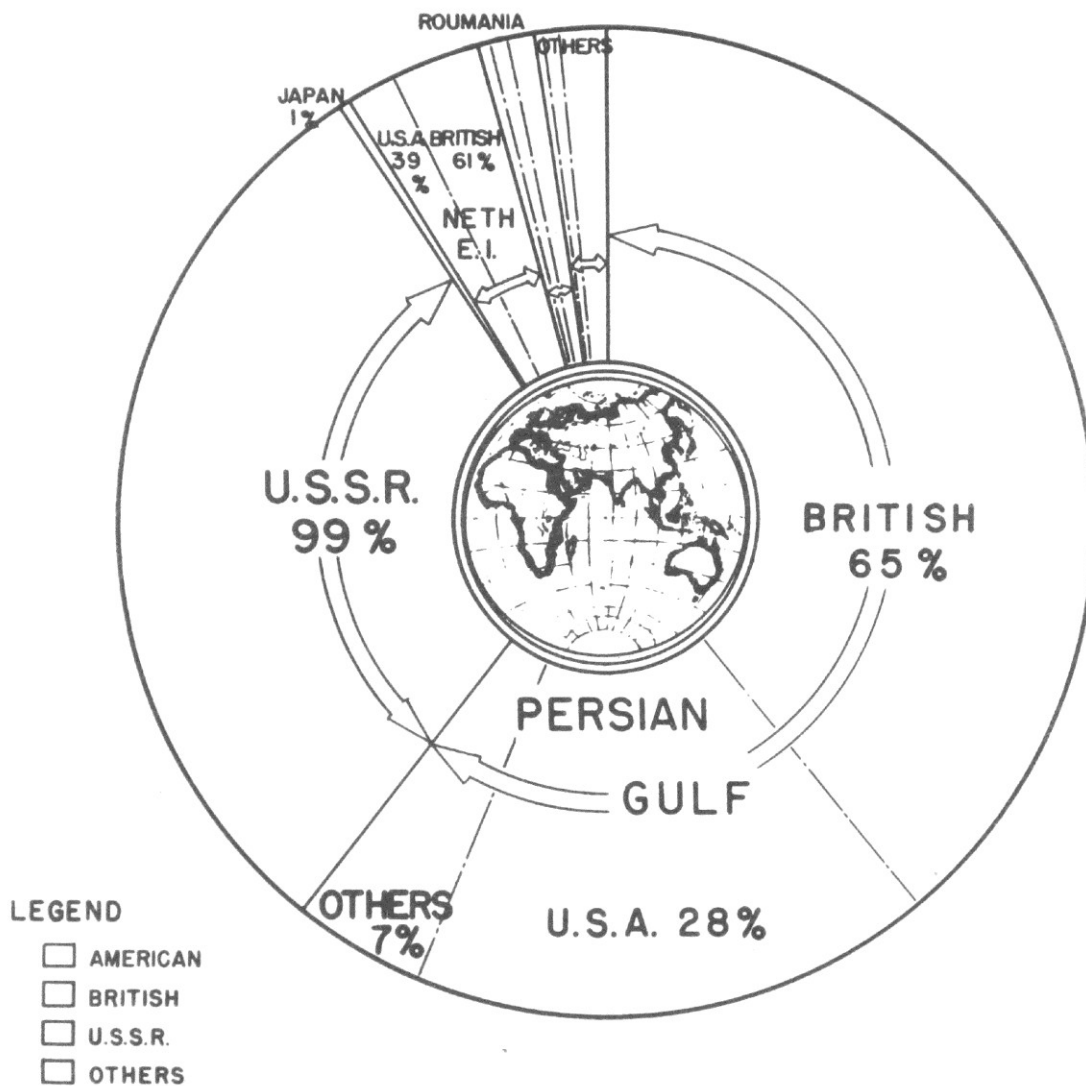 ROUMANIA
OTHERS
JAPAN
1%
U.S.A. BRITISH
39 61%
%
NETH
E.I.
U.S.S.R.
99%
BRITISH
65%
PERSIAN
GULF
OTHERS
7%
U.S.A. 28%
LEGEND
AMERICAN
BRITISH
U.S.S.R.
OTHERS